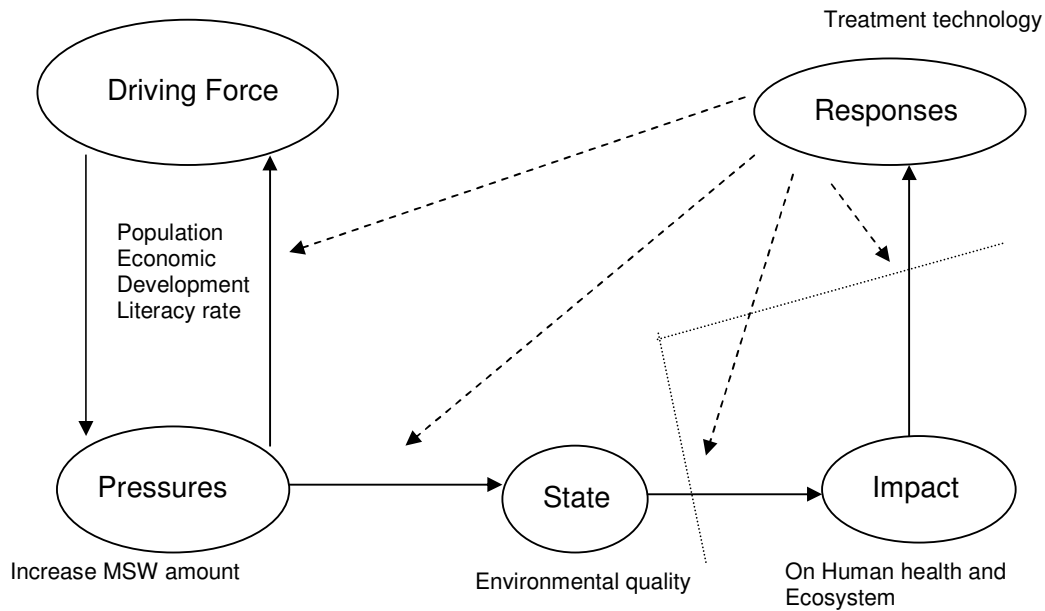 Treatment technology
Driving Force
Responses
Population
Economic
Development
Literacy rate
Pressures
State
Impact
Increase MSW amount
Environmental quality
On Human health and
Ecosystem